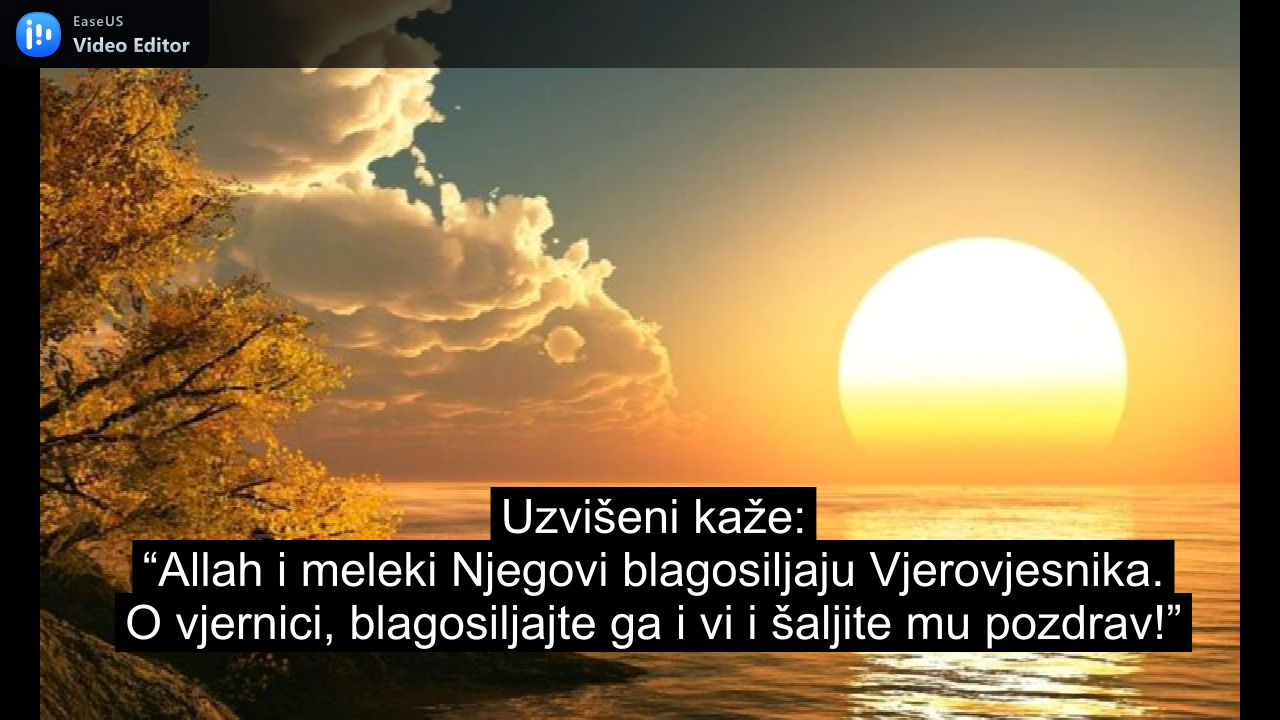 EaseUS
Video Editor
Uzvišeni kaže:
“Allah i meleki Njegovi blagosiljaju Vjerovjesnika.
O vjernici, blagosiljajte ga i vi i šaljite mu pozdrav!”